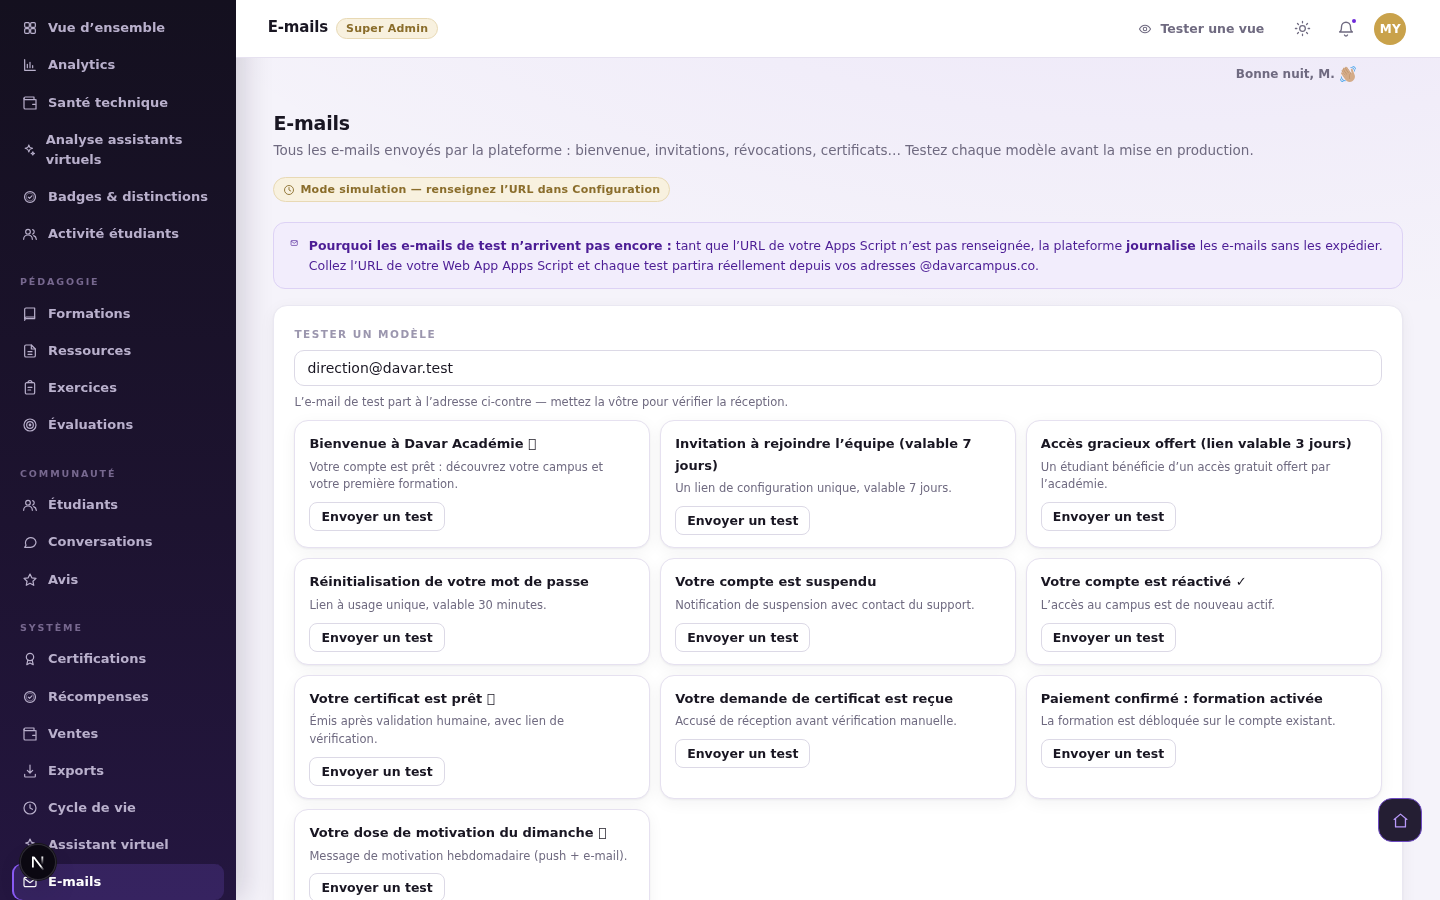 Vue d’ensemble
Analytics
Santé technique
Analyse assistants
virtuels
Badges & distinctions
Activité étudiants
PÉDAGOGIE
Formations
Ressources
Exercices
Évaluations
COMMUNAUTÉ
Étudiants
Conversations
Avis
SYSTÈME
Certifications
Récompenses
Ventes
Exports
Cycle de vie
Assistant virtuel
N
E-mails
E-mails
Super Admin
Tester une vue
MY
Bonne nuit, M. 👋🏽
E-mails
Tous les e-mails envoyés par la plateforme : bienvenue, invitations, révocations, certificats… Testez chaque modèle avant la mise en production.
Mode simulation — renseignez l’URL dans Configuration
Pourquoi les e-mails de test n’arrivent pas encore : tant que l’URL de votre Apps Script n’est pas renseignée, la plateforme journalise les e-mails sans les expédier.
Collez l’URL de votre Web App Apps Script et chaque test partira réellement depuis vos adresses @davarcampus.co.
TESTER UN MODÈLE
direction@davar.test
L’e-mail de test part à l’adresse ci-contre — mettez la vôtre pour vérifier la réception.
Bienvenue à Davar Académie
Votre compte est prêt : découvrez votre campus et
votre première formation.
Envoyer un test
Invitation à rejoindre l’équipe (valable 7
jours)
Un lien de configuration unique, valable 7 jours.
Envoyer un test
Accès gracieux offert (lien valable 3 jours)
Un étudiant bénéficie d’un accès gratuit offert par
l’académie.
Envoyer un test
Réinitialisation de votre mot de passe
Lien à usage unique, valable 30 minutes.
Envoyer un test
Votre compte est suspendu
Notification de suspension avec contact du support.
Envoyer un test
Votre compte est réactivé ✓
L’accès au campus est de nouveau actif.
Envoyer un test
Votre certificat est prêt
Émis après validation humaine, avec lien de
vérification.
Envoyer un test
Votre demande de certificat est reçue
Accusé de réception avant vérification manuelle.
Envoyer un test
Paiement confirmé : formation activée
La formation est débloquée sur le compte existant.
Envoyer un test
Votre dose de motivation du dimanche
Message de motivation hebdomadaire (push + e-mail).
Envoyer un test